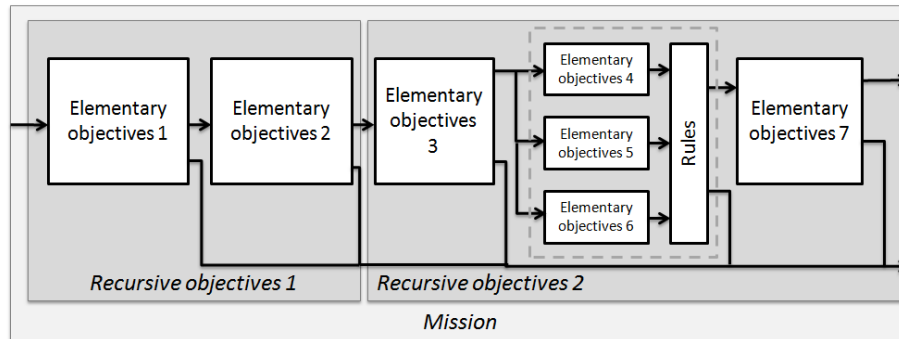 Elementary
objectives 1
Elementary
objectives 2
Elementary
objectives
3
Elementary
objectives 4
Elementary
objectives 5
Elementary
objectives 6
Rules
Elementary
objectives 7
Recursive objectives 1
Recursive objectives 2
Mission